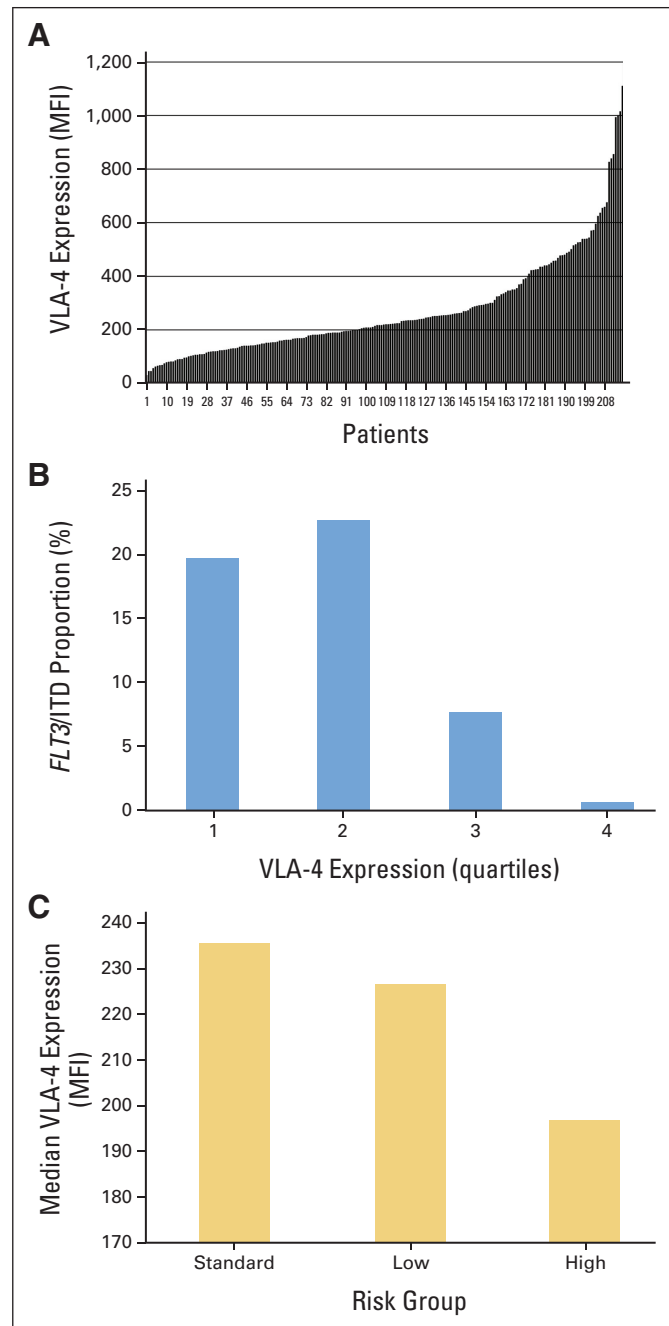 A
1,200
1,000
800
600
400
200
0
VLA-4 Expression (MFI)
1 10 19 28 37 46 55 64 73 82 91 100 109 118 127 136 145 154 163 172 181 190 199 208
Patients
B
25
20
15
10
5
0
FLT3/ITD Proportion (%)
1 2 3 4
VLA-4 Expression (quartiles)
C
240
230
220
210
200
190
180
170
Median VLA-4 Expression
(MFI)
Standard Low High
Risk Group